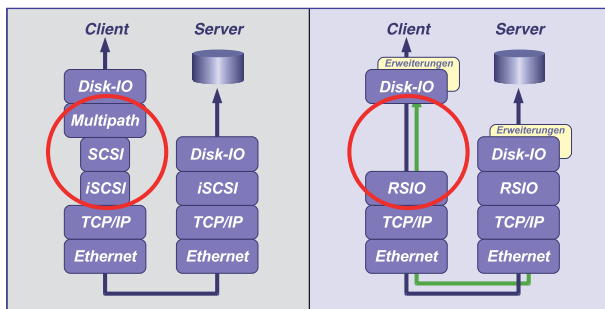 Client
Server
Disk-IO
Multipath
SCSI
iSCSI
TCP/IP
Ethernet
Disk-IO
iSCSI
TCP/IP
Ethernet
Client
Server
Erweiterungen
Disk-IO
RSIO
TCP/IP
Ethernet
Erweiterungen
Disk-IO
RSIO
TCP/IP
Ethernet